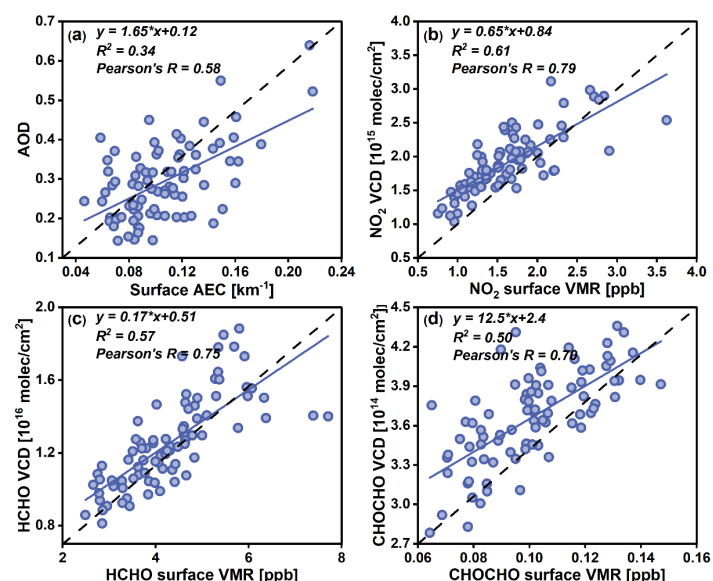 (a) y = 1.65*x+0.12
R² = 0.34
Pearson's R = 0.58
0.7
0.6
0.5
0.4
0.3
0.2
0.1
AOD
0.04 0.08 0.12 0.16 0.20 0.24
Surface AEC [km⁻¹]
(b) y = 0.65*x+0.84
R² = 0.61
Pearson's R = 0.79
4.0
3.5
3.0
2.5
2.0
1.5
1.0
0.5
NO₂ VCD [10¹⁵ molec/cm²]
0.5 1.0 1.5 2.0 2.5 3.0 3.5 4.0
NO₂ surface VMR [ppb]
(c) y = 0.17*x+0.51
R² = 0.57
Pearson's R = 0.75
2.0
1.6
1.2
0.8
HCHO VCD [10¹⁶ molec/cm²]
2 4 6 8
HCHO surface VMR [ppb]
(d) y = 12.5*x+2.4
R² = 0.50
Pearson's R = 0.70
4.5
4.2
3.9
3.6
3.3
3.0
2.7
CHOCHO VCD [10¹⁴ molec/cm²]
0.06 0.08 0.10 0.12 0.14 0.16
CHOCHO surface VMR [ppb]